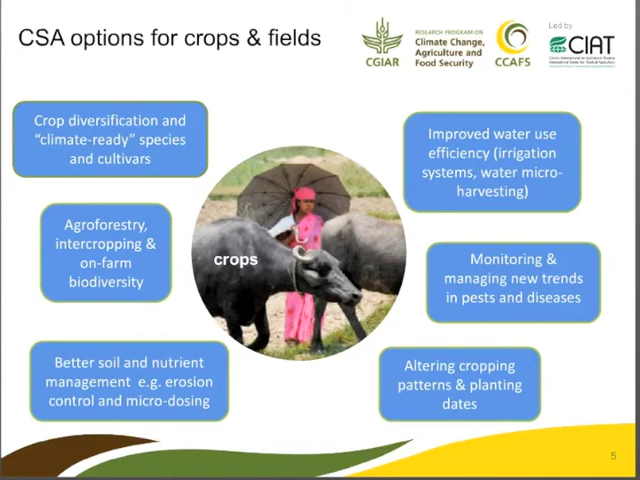 CSA options for crops & fields
CGIAR
RESEARCH PROGRAM ON
Climate Change,
Agriculture and
Food Security
CCAFS
Led by
CIAT
Crop diversification and
“climate-ready” species
and cultivars
Improved water use
efficiency (irrigation
systems, water micro-
harvesting)
Agroforestry,
intercropping &
on-farm
biodiversity
crops
Monitoring &
managing new trends
in pests and diseases
Better soil and nutrient
management e.g. erosion
control and micro-dosing
Altering cropping
patterns & planting
dates
5